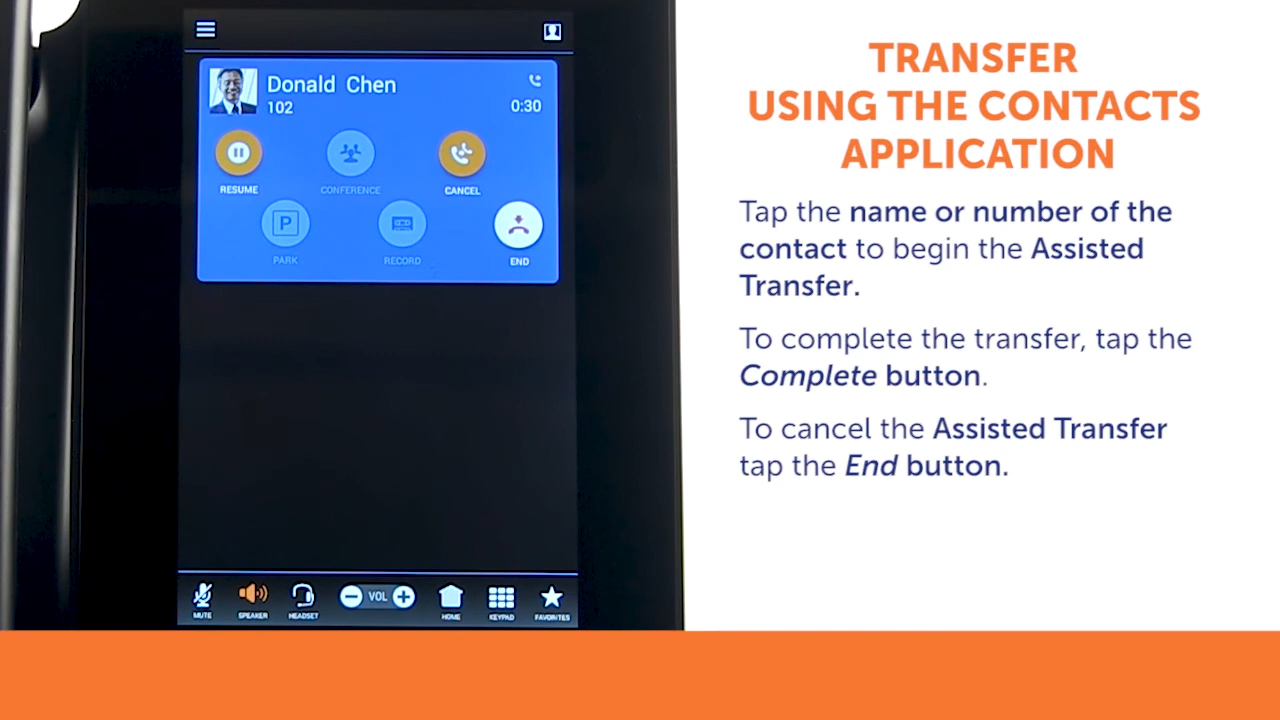 Donald Chen
102
0:30
RESUME
CONFERENCE
CANCEL
P
PARK
RECORD
END
VOL
MUTE
SPEAKER
HEADSET
HOME
KEYPAD
FAVORITES
TRANSFER
USING THE CONTACTS
APPLICATION
Tap the name or number of the
contact to begin the Assisted
Transfer.
To complete the transfer, tap the
Complete button.
To cancel the Assisted Transfer
tap the End button.